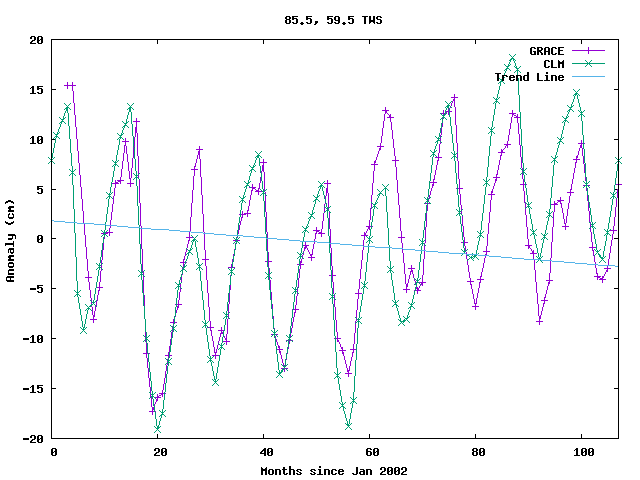 85.5, 59.5 TWS
GRACE
CLM
Trend Line
20
15
10
5
0
-5
-10
-15
-20
Anomaly (cm)
0 20 40 60 80 100
Months since Jan 2002